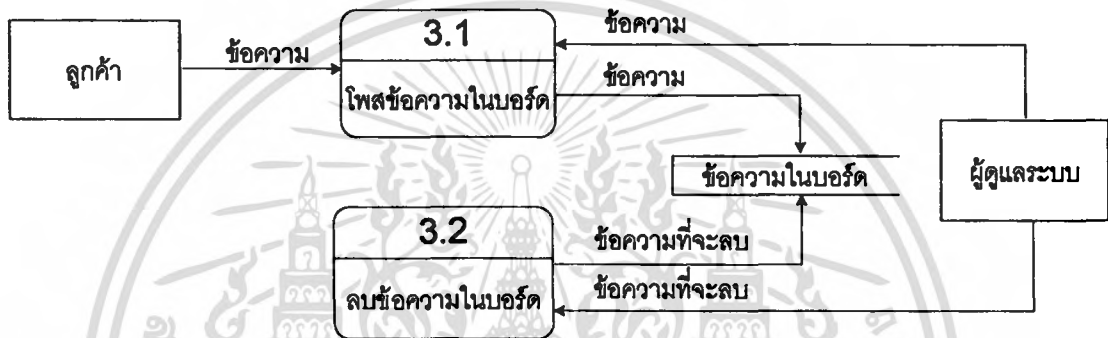 ลูกค้า
ข้อความ
3.1
โพสข้อความในบอร์ด
ข้อความ
ข้อความ
ข้อความในบอร์ด
ผู้ดูแลระบบ
3.2
ลบข้อความในบอร์ด
ข้อความที่จะลบ
ข้อความที่จะลบ